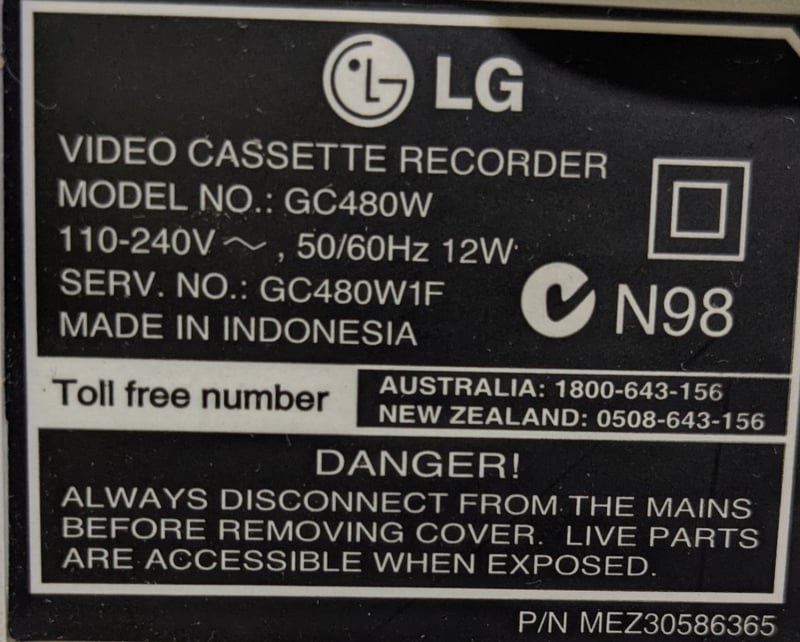 LG
VIDEO CASSETTE RECORDER
MODEL NO.: GC480W
110-240V ~ , 50/60Hz 12W
SERV. NO.: GC480W1F
N98
MADE IN INDONESIA
Toll free number
AUSTRALIA: 1800-643-156
NEW ZEALAND: 0508-643-156
DANGER!
ALWAYS DISCONNECT FROM THE MAINS
BEFORE REMOVING COVER. LIVE PARTS
ARE ACCESSIBLE WHEN EXPOSED.
P/N MEZ30586365